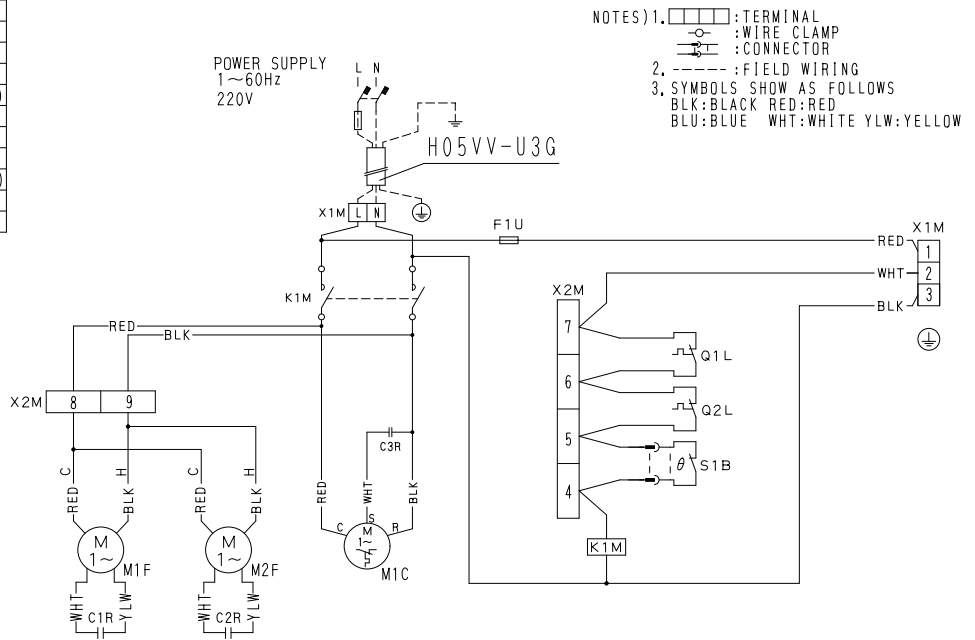 NOTES)1. :TERMINAL
:WIRE CLAMP
:CONNECTOR
2. :FIELD WIRING
3. SYMBOLS SHOW AS FOLLOWS
BLK:BLACK RED:RED
BLU:BLUE WHT:WHITE YLW:YELLOW
POWER SUPPLY
1~60Hz
220V
L N
H05VV-U3G
X1M L N
F1U
X1M
RED 1
WHT 2
BLK 3
K1M
RED
BLK
X2M
7
6
5
4
Q1L
Q2L
θ S1B
K1M
X2M 8 9
C H C H
RED BLK RED BLK
C3R
RED WHT BLK
C S R
M
1~
M1C
M
1~
M1F
M
1~
M2F
WHT C1R YLW
WHT C2R YLW
)
)